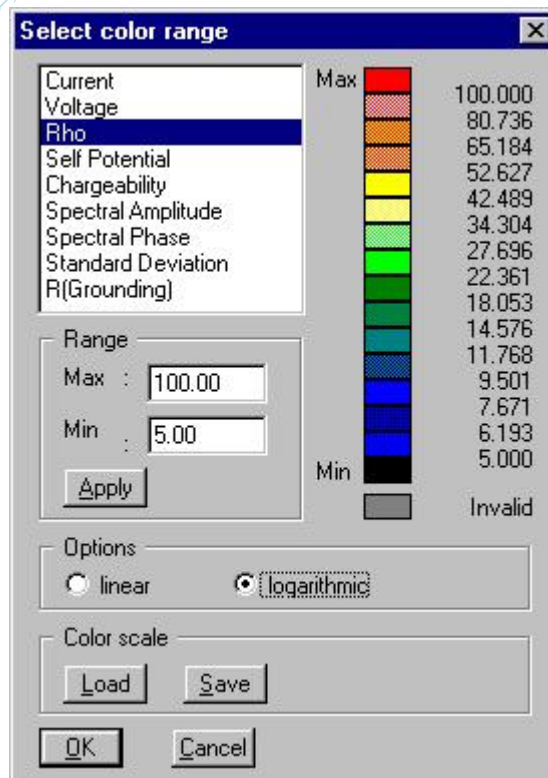 Select color range
Current
Voltage
Rho
Self Potential
Chargeability
Spectral Amplitude
Spectral Phase
Standard Deviation
R(Grounding)
Max
100.000
80.736
65.184
52.627
42.489
34.304
27.696
22.361
18.053
14.576
11.768
9.501
7.671
6.193
5.000
Min
Invalid
Range
Max : 100.00
Min : 5.00
Apply
Options
linear logarithmic
Color scale
Load Save
OK Cancel